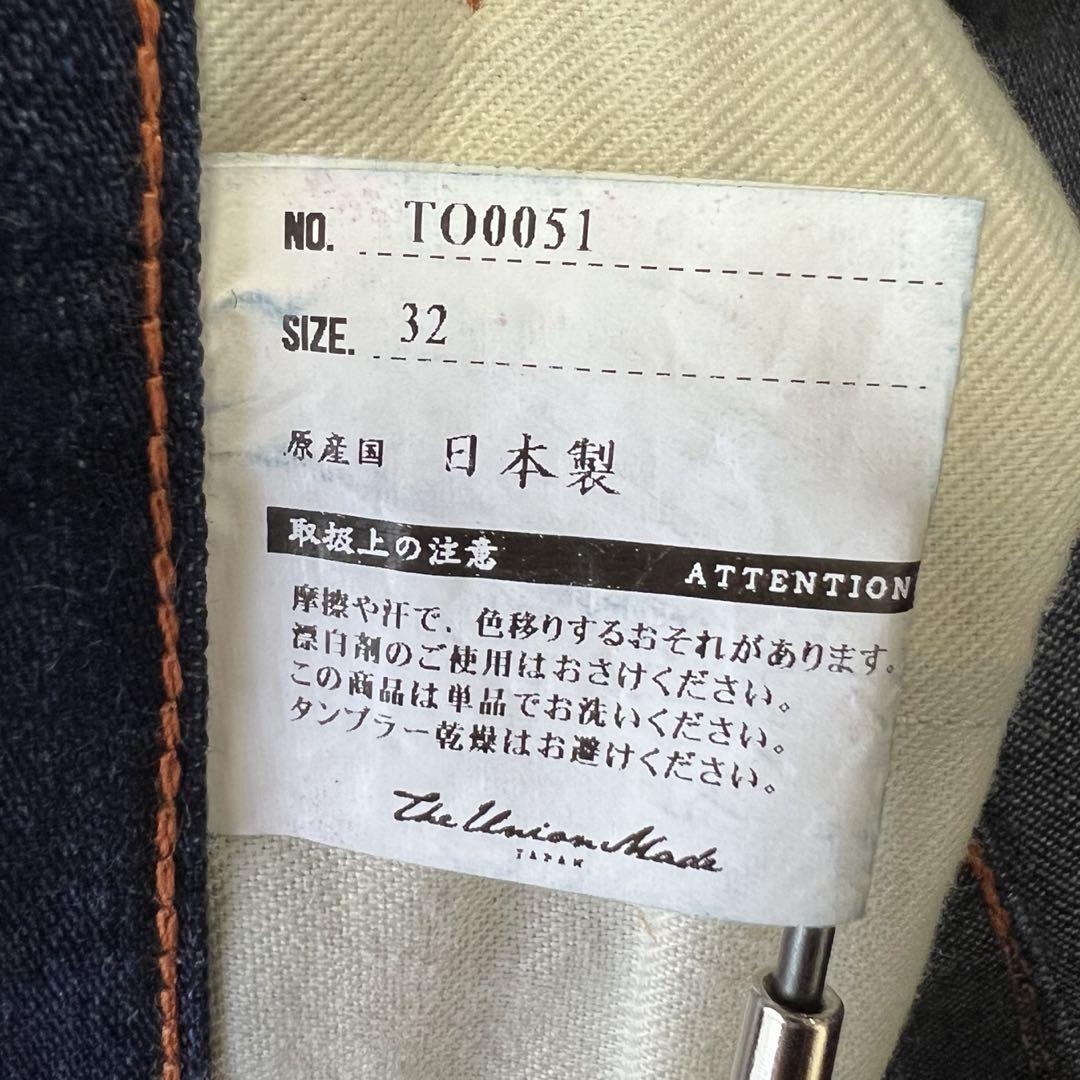 NO. TO0051
SIZE. 32
原産国 日本製
取扱上の注意 ATTENTION
摩擦や汗で、色移りするおそれがあります。
漂白剤のご使用はおさけください。
この商品は単品でお洗いください。
タンブラー乾燥はお避けください。
The Union Made
JAPAN